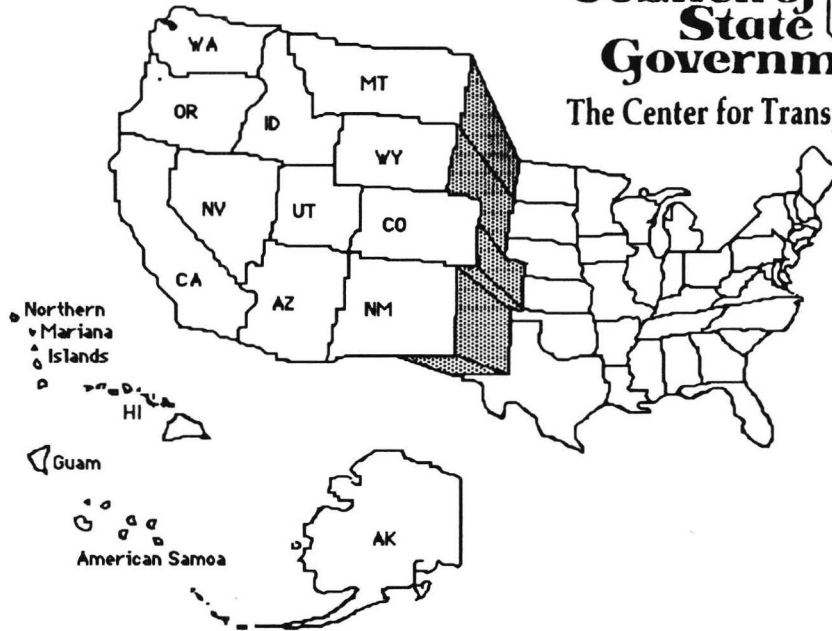 State
Governm
The Center for Trans
WA
MT
OR
ID
WY
NV
UT
CO
CA
AZ
NM
Northern
Mariana
Islands
HI
Guam
AK
American Samoa